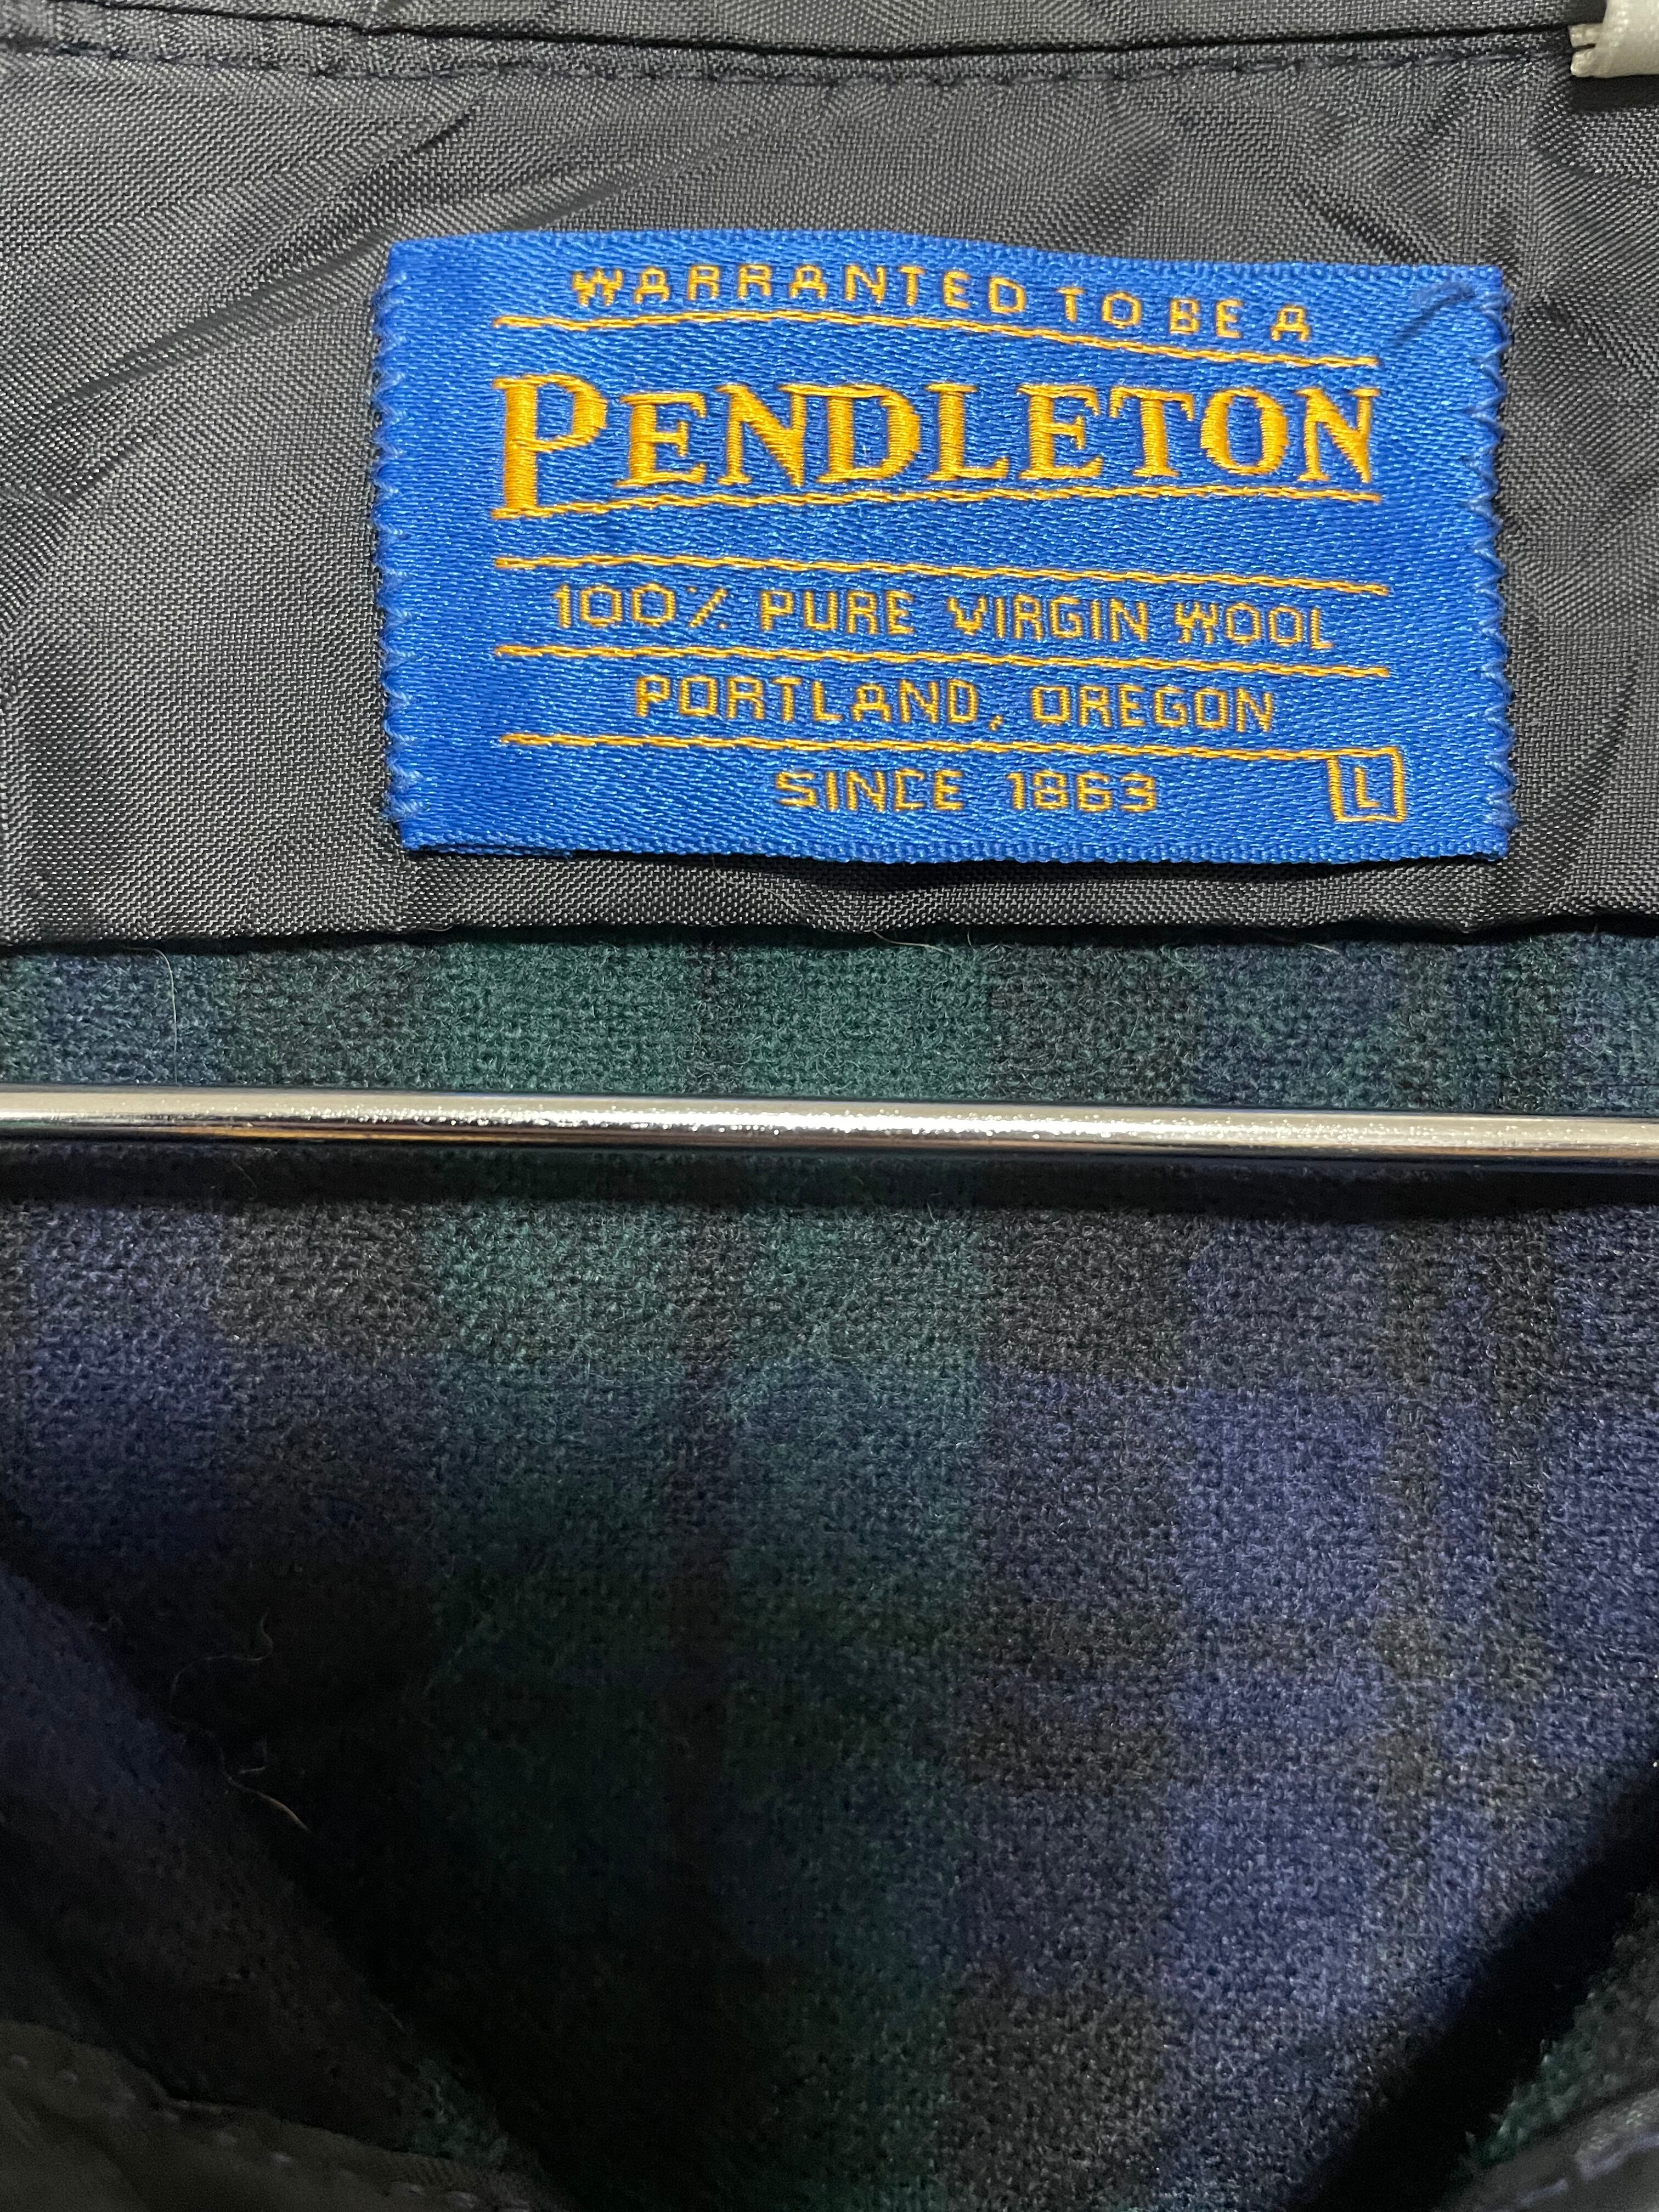 WARRANTED TO BE A
PENDLETON
100% PURE VIRGIN WOOL
PORTLAND, OREGON
SINCE 1863
L